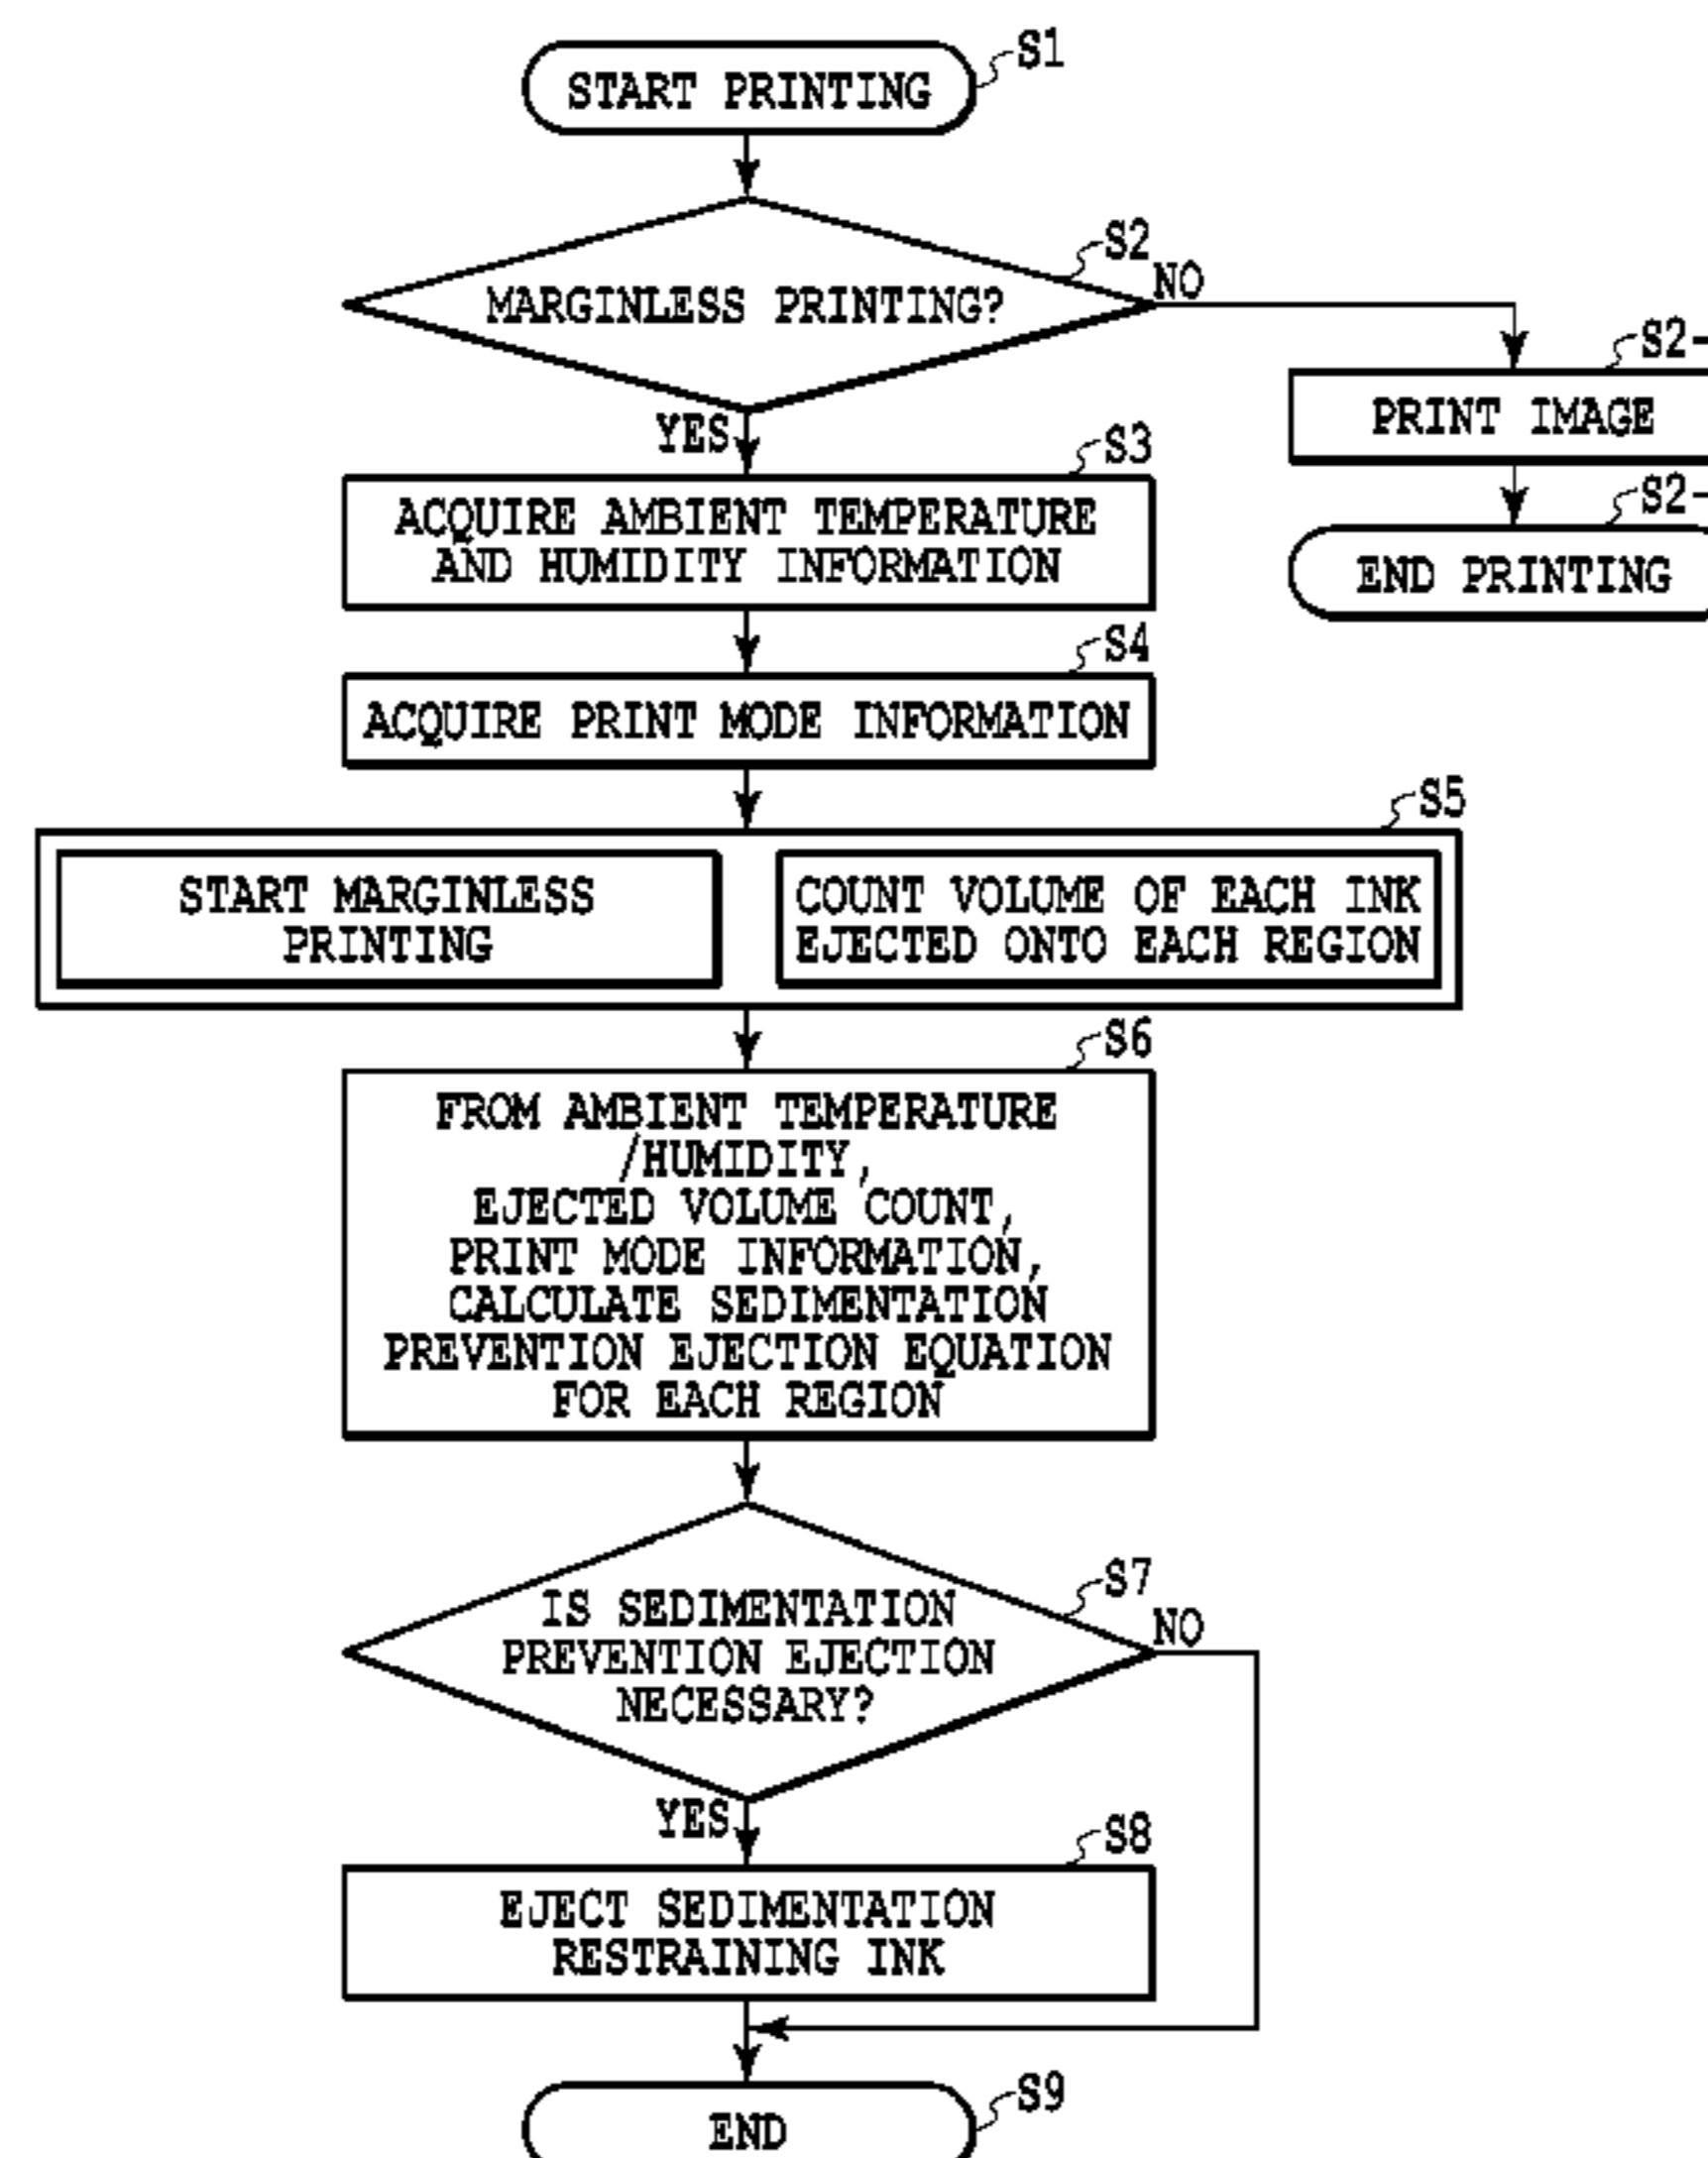 START PRINTING
S1
MARGINLESS PRINTING?
S2
NO
YES
S2-
PRINT IMAGE
S2-
END PRINTING
S3
ACQUIRE AMBIENT TEMPERATURE
AND HUMIDITY INFORMATION
S4
ACQUIRE PRINT MODE INFORMATION
S5
START MARGINLESS
PRINTING
COUNT VOLUME OF EACH INK
EJECTED ONTO EACH REGION
S6
FROM AMBIENT TEMPERATURE
/HUMIDITY,
EJECTED VOLUME COUNT,
PRINT MODE INFORMATION,
CALCULATE SEDIMENTATION
PREVENTION EJECTION EQUATION
FOR EACH REGION
S7
IS SEDIMENTATION
PREVENTION EJECTION
NECESSARY?
NO
YES
S8
EJECT SEDIMENTATION
RESTRAINING INK
S9
END